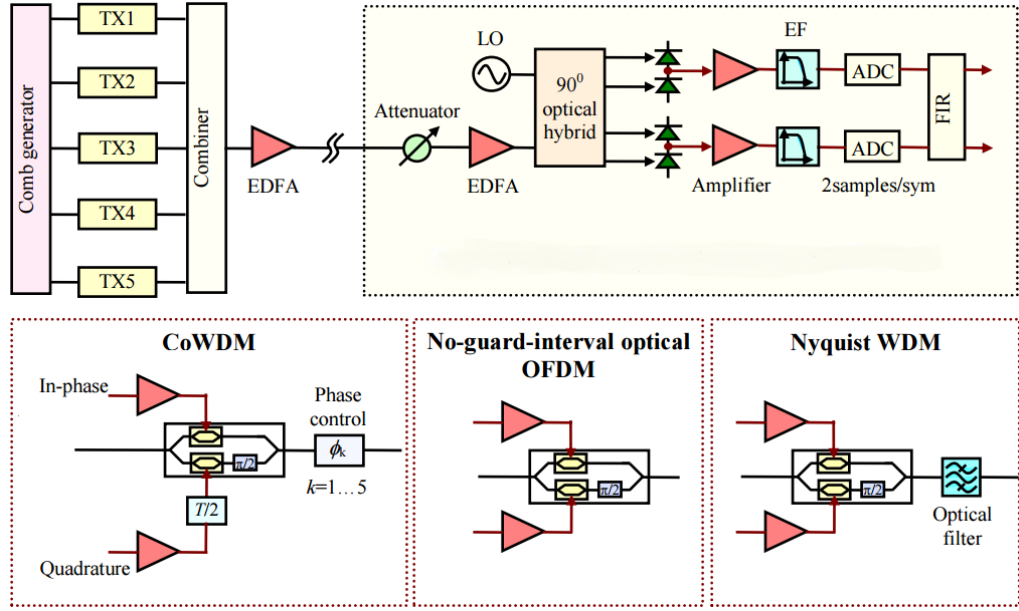 Comb generator
TX1
TX2
TX3
TX4
TX5
Combiner
EDFA
Attenuator
EDFA
LO
90⁰
optical
hybrid
Amplifier
EF
ADC
ADC
2samples/sym
FIR
CoWDM
In-phase
π/2
T/2
Quadrature
Phase
control
ϕk
k=1…5
No-guard-interval optical
OFDM
π/2
Nyquist WDM
π/2
Optical
filter